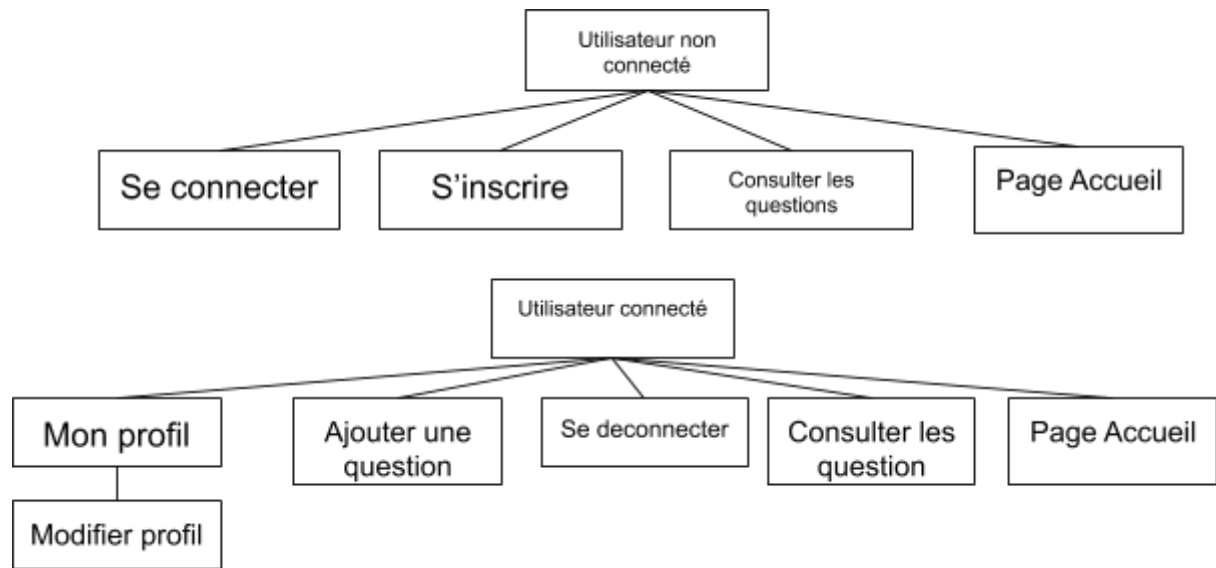 Utilisateur non
connecté
Se connecter
S'inscrire
Consulter les
questions
Page Accueil
Utilisateur connecté
Mon profil
Ajouter une
question
Se deconnecter
Consulter les
question
Page Accueil
Modifier profil